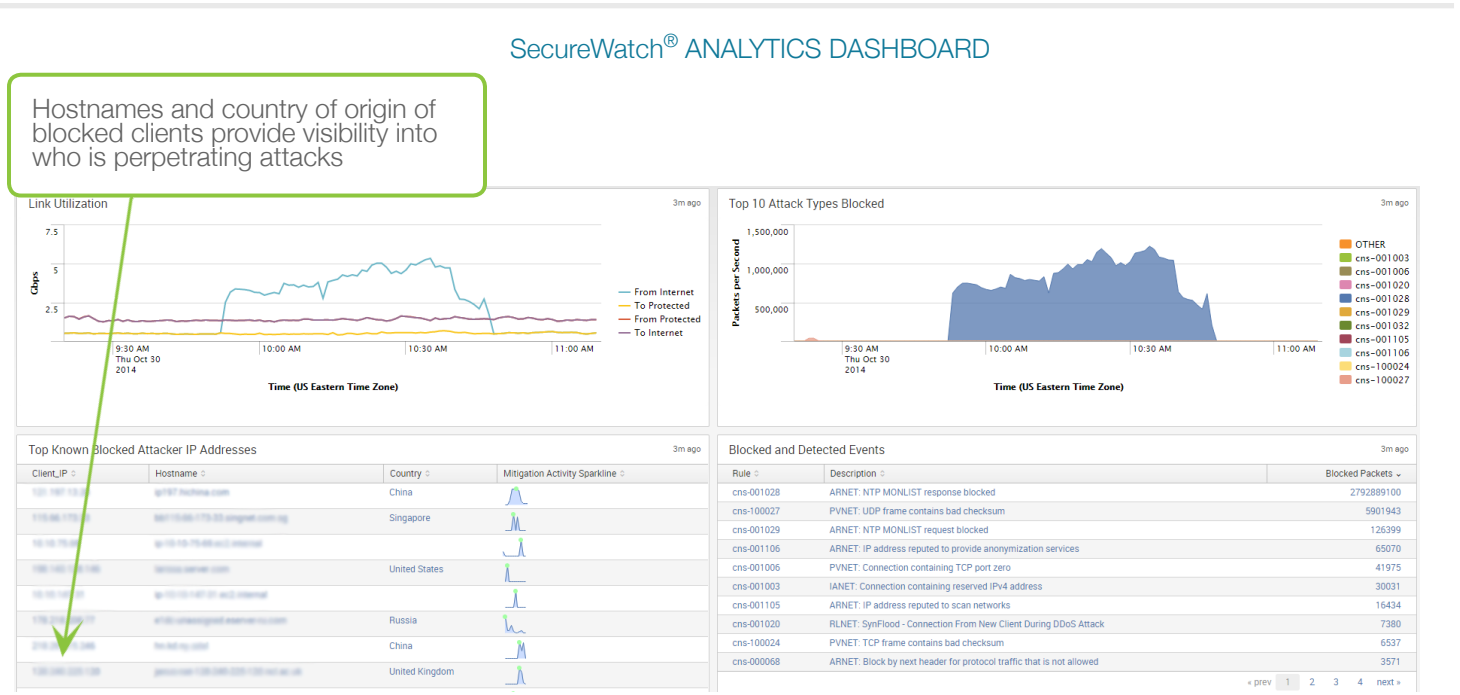 SecureWatch® ANALYTICS DASHBOARD
Hostnames and country of origin of
blocked clients provide visibility into
who is perpetrating attacks
Link Utilization 3m ago
7.5
5
2.5
Gbps
9:30 AM 10:00 AM 10:30 AM 11:00 AM
Thu Oct 30
2014
Time (US Eastern Time Zone)
From Internet
To Protected
From Protected
To Internet
Top 10 Attack Types Blocked 3m ago
1,500,000
1,000,000
500,000
Packets per Second
9:30 AM 10:00 AM 10:30 AM 11:00 AM
Thu Oct 30
2014
Time (US Eastern Time Zone)
OTHER
cns-001003
cns-001006
cns-001020
cns-001028
cns-001029
cns-001032
cns-001105
cns-001106
cns-100024
cns-100027
Top Known Blocked Attacker IP Addresses 3m ago
Client_IP Hostname Country Mitigation Activity Sparkline
China
Singapore
United States
Russia
China
United Kingdom
Blocked and Detected Events 3m ago
Rule Description Blocked Packets
cns-001028 ARNET: NTP MONLIST response blocked 2792889100
cns-100027 PVNET: UDP frame contains bad checksum 5901943
cns-001029 ARNET: NTP MONLIST request blocked 126399
cns-001106 ARNET: IP address reputed to provide anonymization services 65070
cns-001006 PVNET: Connection containing TCP port zero 41975
cns-001003 IANET: Connection containing reserved IPv4 address 30031
cns-001105 ARNET: IP address reputed to scan networks 16434
cns-001020 RLNET: SynFlood - Connection From New Client During DDoS Attack 7380
cns-100024 PVNET: TCP frame contains bad checksum 6537
cns-000068 ARNET: Block by next header for protocol traffic that is not allowed 3571
« prev 1 2 3 4 next »